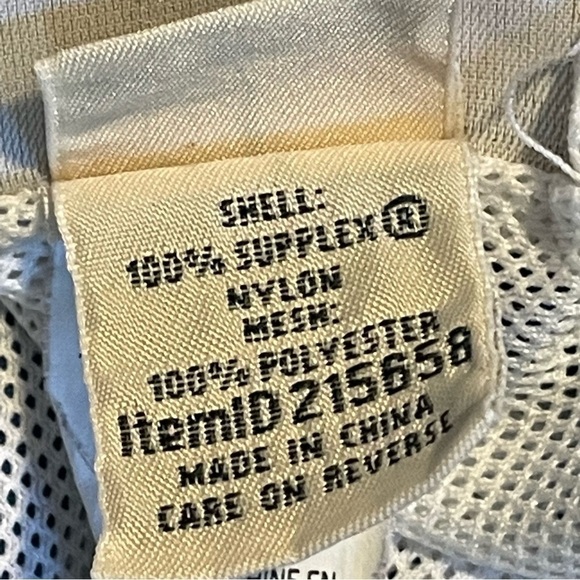 SHELL:
100% SUPPLEX®
NYLON
MESH:
100% POLYESTER
ItemID 215658
MADE IN CHINA
CARE ON REVERSE